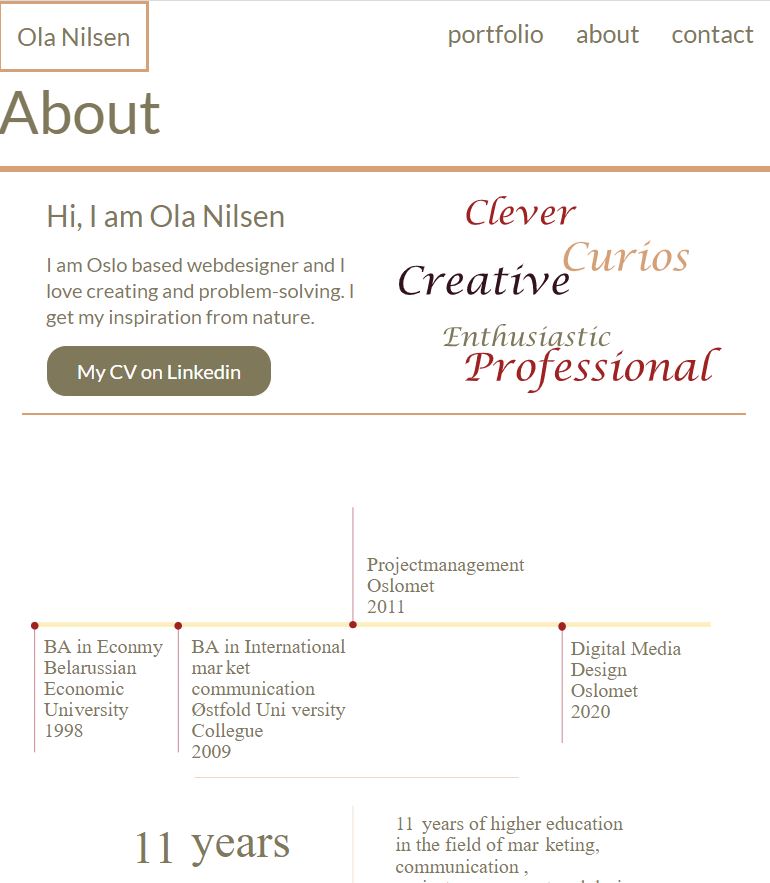 Ola Nilsen
portfolio about contact
About
Hi, I am Ola Nilsen
I am Oslo based webdesigner and I
love creating and problem-solving. I
get my inspiration from nature.
My CV on Linkedin
Clever
Curios
Creative
Enthusiastic
Professional
Projectmanagement
Oslomet
2011
BA in Econmy
Belarussian
Economic
University
1998
BA in International
mar ket
communication
Østfold Uni versity
Collegue
2009
Digital Media
Design
Oslomet
2020
11 years
11 years of higher education
in the field of mar keting,
communication ,